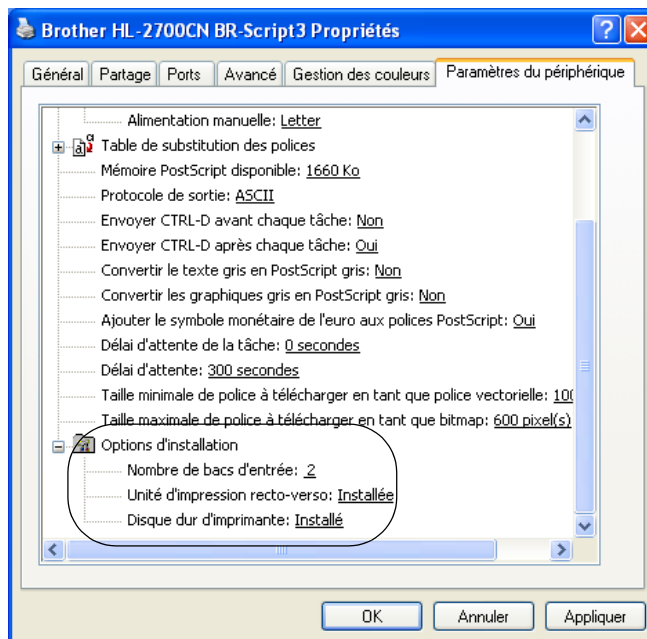 Brother HL-2700CN BR-Script3 Propriétés
Général Partage Ports Avancé Gestion des couleurs Paramètres du périphérique
Alimentation manuelle: Letter
Table de substitution des polices
Mémoire PostScript disponible: 1660 Ko
Protocole de sortie: ASCII
Envoyer CTRL-D avant chaque tâche: Non
Envoyer CTRL-D après chaque tâche: Oui
Convertir le texte gris en PostScript gris: Non
Convertir les graphiques gris en PostScript gris: Non
Ajouter le symbole monétaire de l'euro aux polices PostScript: Oui
Délai d'attente de la tâche: 0 secondes
Délai d'attente: 300 secondes
Taille minimale de police à télécharger en tant que police vectorielle:
Taille maximale de police à télécharger en tant que bitmap: 600 pixel(s)
Options d'installation
Nombre de bacs d'entrée: 2
Unité d'impression recto-verso: Installée
Disque dur d'imprimante: Installé
OK Annuler Appliquer